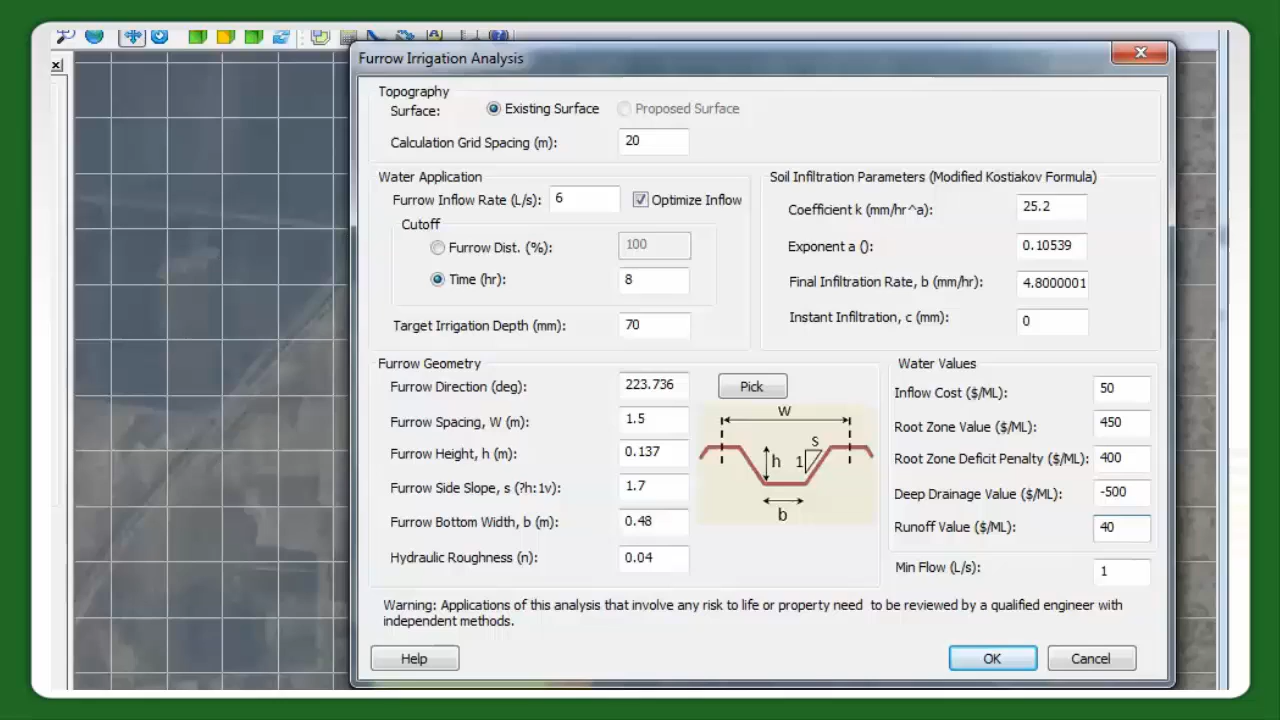 Furrow Irrigation Analysis
Topography
Surface: Existing Surface Proposed Surface
Calculation Grid Spacing (m): 20
Water Application
Furrow Inflow Rate (L/s): 6 Optimize Inflow
Cutoff
Furrow Dist. (%): 100
Time (hr): 8
Target Irrigation Depth (mm): 70
Soil Infiltration Parameters (Modified Kostiakov Formula)
Coefficient k (mm/hr^a): 25.2
Exponent a (): 0.10539
Final Infiltration Rate, b (mm/hr): 4.8000001
Instant Infiltration, c (mm): 0
Furrow Geometry
Furrow Direction (deg): 223.736 Pick
Furrow Spacing, W (m): 1.5
Furrow Height, h (m): 0.137
Furrow Side Slope, s (?h:1v) 1.7
Furrow Bottom Width, b (m): 0.48
Hydraulic Roughness (n): 0.04
W
S
h 1
b
Water Values
Inflow Cost ($/ML): 50
Root Zone Value ($/ML): 450
Root Zone Deficit Penalty ($/ML): 400
Deep Drainage Value ($/ML): -500
Runoff Value ($/ML): 40
Min Flow (L/s): 1
Warning: Applications of this analysis that involve any risk to life or property need to be reviewed by a qualified engineer with
independent methods.
Help OK Cancel